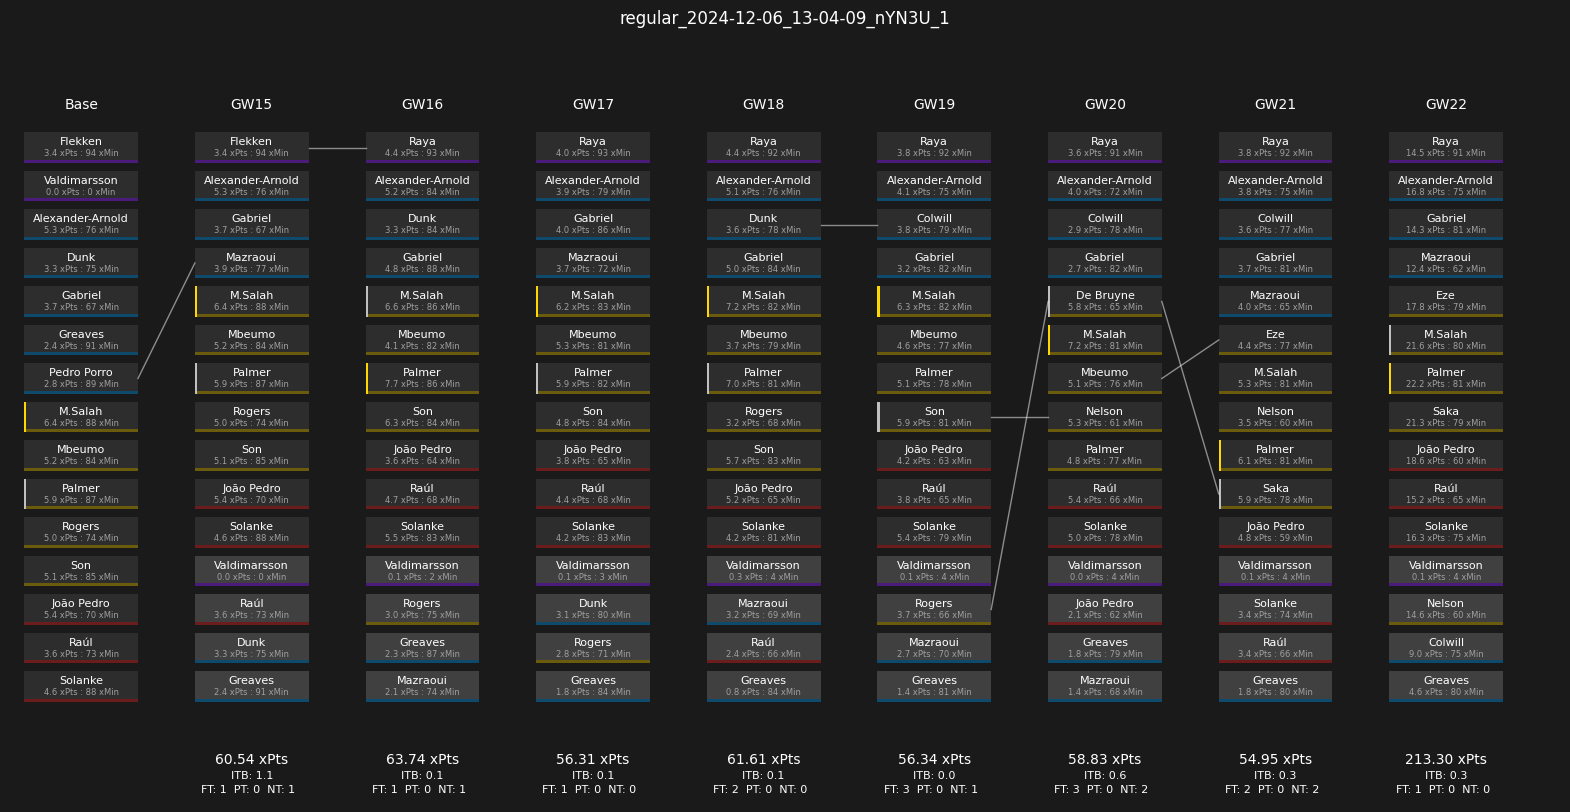 regular_2024-12-06_13-04-09_nYN3U_1
Base
Flekken
3.4 xPts : 94 xMin
Valdimarsson
0.0 xPts : 0 xMin
Alexander-Arnold
5.3 xPts : 76 xMin
Dunk
3.3 xPts : 75 xMin
Gabriel
3.7 xPts : 67 xMin
Greaves
2.4 xPts : 91 xMin
Pedro Porro
2.8 xPts : 89 xMin
M.Salah
6.4 xPts : 88 xMin
Mbeumo
5.2 xPts : 84 xMin
Palmer
5.9 xPts : 87 xMin
Rogers
5.0 xPts : 74 xMin
Son
5.1 xPts : 85 xMin
João Pedro
5.4 xPts : 70 xMin
Raúl
3.6 xPts : 73 xMin
Solanke
4.6 xPts : 88 xMin
GW15
Flekken
3.4 xPts : 94 xMin
Alexander-Arnold
5.3 xPts : 76 xMin
Gabriel
3.7 xPts : 67 xMin
Mazraoui
3.9 xPts : 77 xMin
M.Salah
6.4 xPts : 88 xMin
Mbeumo
5.2 xPts : 84 xMin
Palmer
5.9 xPts : 87 xMin
Rogers
5.0 xPts : 74 xMin
Son
5.1 xPts : 85 xMin
João Pedro
5.4 xPts : 70 xMin
Solanke
4.6 xPts : 88 xMin
Valdimarsson
0.0 xPts : 0 xMin
Raúl
3.6 xPts : 73 xMin
Dunk
3.3 xPts : 75 xMin
Greaves
2.4 xPts : 91 xMin
60.54 xPts
ITB: 1.1
FT: 1 PT: 0 NT: 1
GW16
Raya
4.4 xPts : 93 xMin
Alexander-Arnold
5.2 xPts : 84 xMin
Dunk
3.3 xPts : 84 xMin
Gabriel
4.8 xPts : 88 xMin
M.Salah
6.6 xPts : 86 xMin
Mbeumo
4.1 xPts : 82 xMin
Palmer
7.7 xPts : 86 xMin
Son
6.3 xPts : 84 xMin
João Pedro
3.6 xPts : 64 xMin
Raúl
4.7 xPts : 68 xMin
Solanke
5.5 xPts : 83 xMin
Valdimarsson
0.1 xPts : 2 xMin
Rogers
3.0 xPts : 75 xMin
Greaves
2.3 xPts : 87 xMin
Mazraoui
2.1 xPts : 74 xMin
63.74 xPts
ITB: 0.1
FT: 1 PT: 0 NT: 1
GW17
Raya
4.0 xPts : 93 xMin
Alexander-Arnold
3.9 xPts : 79 xMin
Gabriel
4.0 xPts : 86 xMin
Mazraoui
3.7 xPts : 72 xMin
M.Salah
6.2 xPts : 83 xMin
Mbeumo
5.3 xPts : 81 xMin
Palmer
5.9 xPts : 82 xMin
Son
4.8 xPts : 84 xMin
João Pedro
3.8 xPts : 65 xMin
Raúl
4.4 xPts : 68 xMin
Solanke
4.2 xPts : 83 xMin
Valdimarsson
0.1 xPts : 3 xMin
Dunk
3.1 xPts : 80 xMin
Rogers
2.8 xPts : 71 xMin
Greaves
1.8 xPts : 84 xMin
56.31 xPts
ITB: 0.1
FT: 1 PT: 0 NT: 0
GW18
Raya
4.4 xPts : 92 xMin
Alexander-Arnold
5.1 xPts : 76 xMin
Dunk
3.6 xPts : 78 xMin
Gabriel
5.0 xPts : 84 xMin
M.Salah
7.2 xPts : 82 xMin
Mbeumo
3.7 xPts : 79 xMin
Palmer
7.0 xPts : 81 xMin
Rogers
3.2 xPts : 68 xMin
Son
5.7 xPts : 83 xMin
João Pedro
5.2 xPts : 65 xMin
Solanke
4.2 xPts : 81 xMin
Valdimarsson
0.3 xPts : 4 xMin
Mazraoui
3.2 xPts : 69 xMin
Raúl
2.4 xPts : 66 xMin
Greaves
0.8 xPts : 84 xMin
61.61 xPts
ITB: 0.1
FT: 2 PT: 0 NT: 0
GW19
Raya
3.8 xPts : 92 xMin
Alexander-Arnold
4.1 xPts : 75 xMin
Colwill
3.8 xPts : 79 xMin
Gabriel
3.2 xPts : 82 xMin
M.Salah
6.3 xPts : 82 xMin
Mbeumo
4.6 xPts : 77 xMin
Palmer
5.1 xPts : 78 xMin
Son
5.9 xPts : 81 xMin
João Pedro
4.2 xPts : 63 xMin
Raúl
3.8 xPts : 65 xMin
Solanke
5.4 xPts : 79 xMin
Valdimarsson
0.1 xPts : 4 xMin
Rogers
3.7 xPts : 66 xMin
Mazraoui
2.7 xPts : 70 xMin
Greaves
1.4 xPts : 81 xMin
56.34 xPts
ITB: 0.0
FT: 3 PT: 0 NT: 1
GW20
Raya
3.6 xPts : 91 xMin
Alexander-Arnold
4.0 xPts : 72 xMin
Colwill
2.9 xPts : 78 xMin
Gabriel
2.7 xPts : 82 xMin
De Bruyne
5.8 xPts : 65 xMin
M.Salah
7.2 xPts : 81 xMin
Mbeumo
5.1 xPts : 76 xMin
Nelson
5.3 xPts : 61 xMin
Palmer
4.8 xPts : 77 xMin
Raúl
5.4 xPts : 66 xMin
Solanke
5.0 xPts : 78 xMin
Valdimarsson
0.0 xPts : 4 xMin
João Pedro
2.1 xPts : 62 xMin
Greaves
1.8 xPts : 79 xMin
Mazraoui
1.4 xPts : 68 xMin
58.83 xPts
ITB: 0.6
FT: 3 PT: 0 NT: 2
GW21
Raya
3.8 xPts : 92 xMin
Alexander-Arnold
3.8 xPts : 75 xMin
Colwill
3.6 xPts : 77 xMin
Gabriel
3.7 xPts : 81 xMin
Mazraoui
4.0 xPts : 65 xMin
Eze
4.4 xPts : 77 xMin
M.Salah
5.3 xPts : 81 xMin
Nelson
3.5 xPts : 60 xMin
Palmer
6.1 xPts : 81 xMin
Saka
5.9 xPts : 78 xMin
João Pedro
4.8 xPts : 59 xMin
Valdimarsson
0.1 xPts : 4 xMin
Solanke
3.4 xPts : 74 xMin
Raúl
3.4 xPts : 66 xMin
Greaves
1.8 xPts : 80 xMin
54.95 xPts
ITB: 0.3
FT: 2 PT: 0 NT: 2
GW22
Raya
14.5 xPts : 91 xMin
Alexander-Arnold
16.8 xPts : 75 xMin
Gabriel
14.3 xPts : 81 xMin
Mazraoui
12.4 xPts : 62 xMin
Eze
17.8 xPts : 79 xMin
M.Salah
21.6 xPts : 80 xMin
Palmer
22.2 xPts : 81 xMin
Saka
21.3 xPts : 79 xMin
João Pedro
18.6 xPts : 60 xMin
Raúl
15.2 xPts : 65 xMin
Solanke
16.3 xPts : 75 xMin
Valdimarsson
0.1 xPts : 4 xMin
Nelson
14.6 xPts : 60 xMin
Colwill
9.0 xPts : 75 xMin
Greaves
4.6 xPts : 80 xMin
213.30 xPts
ITB: 0.3
FT: 1 PT: 0 NT: 0